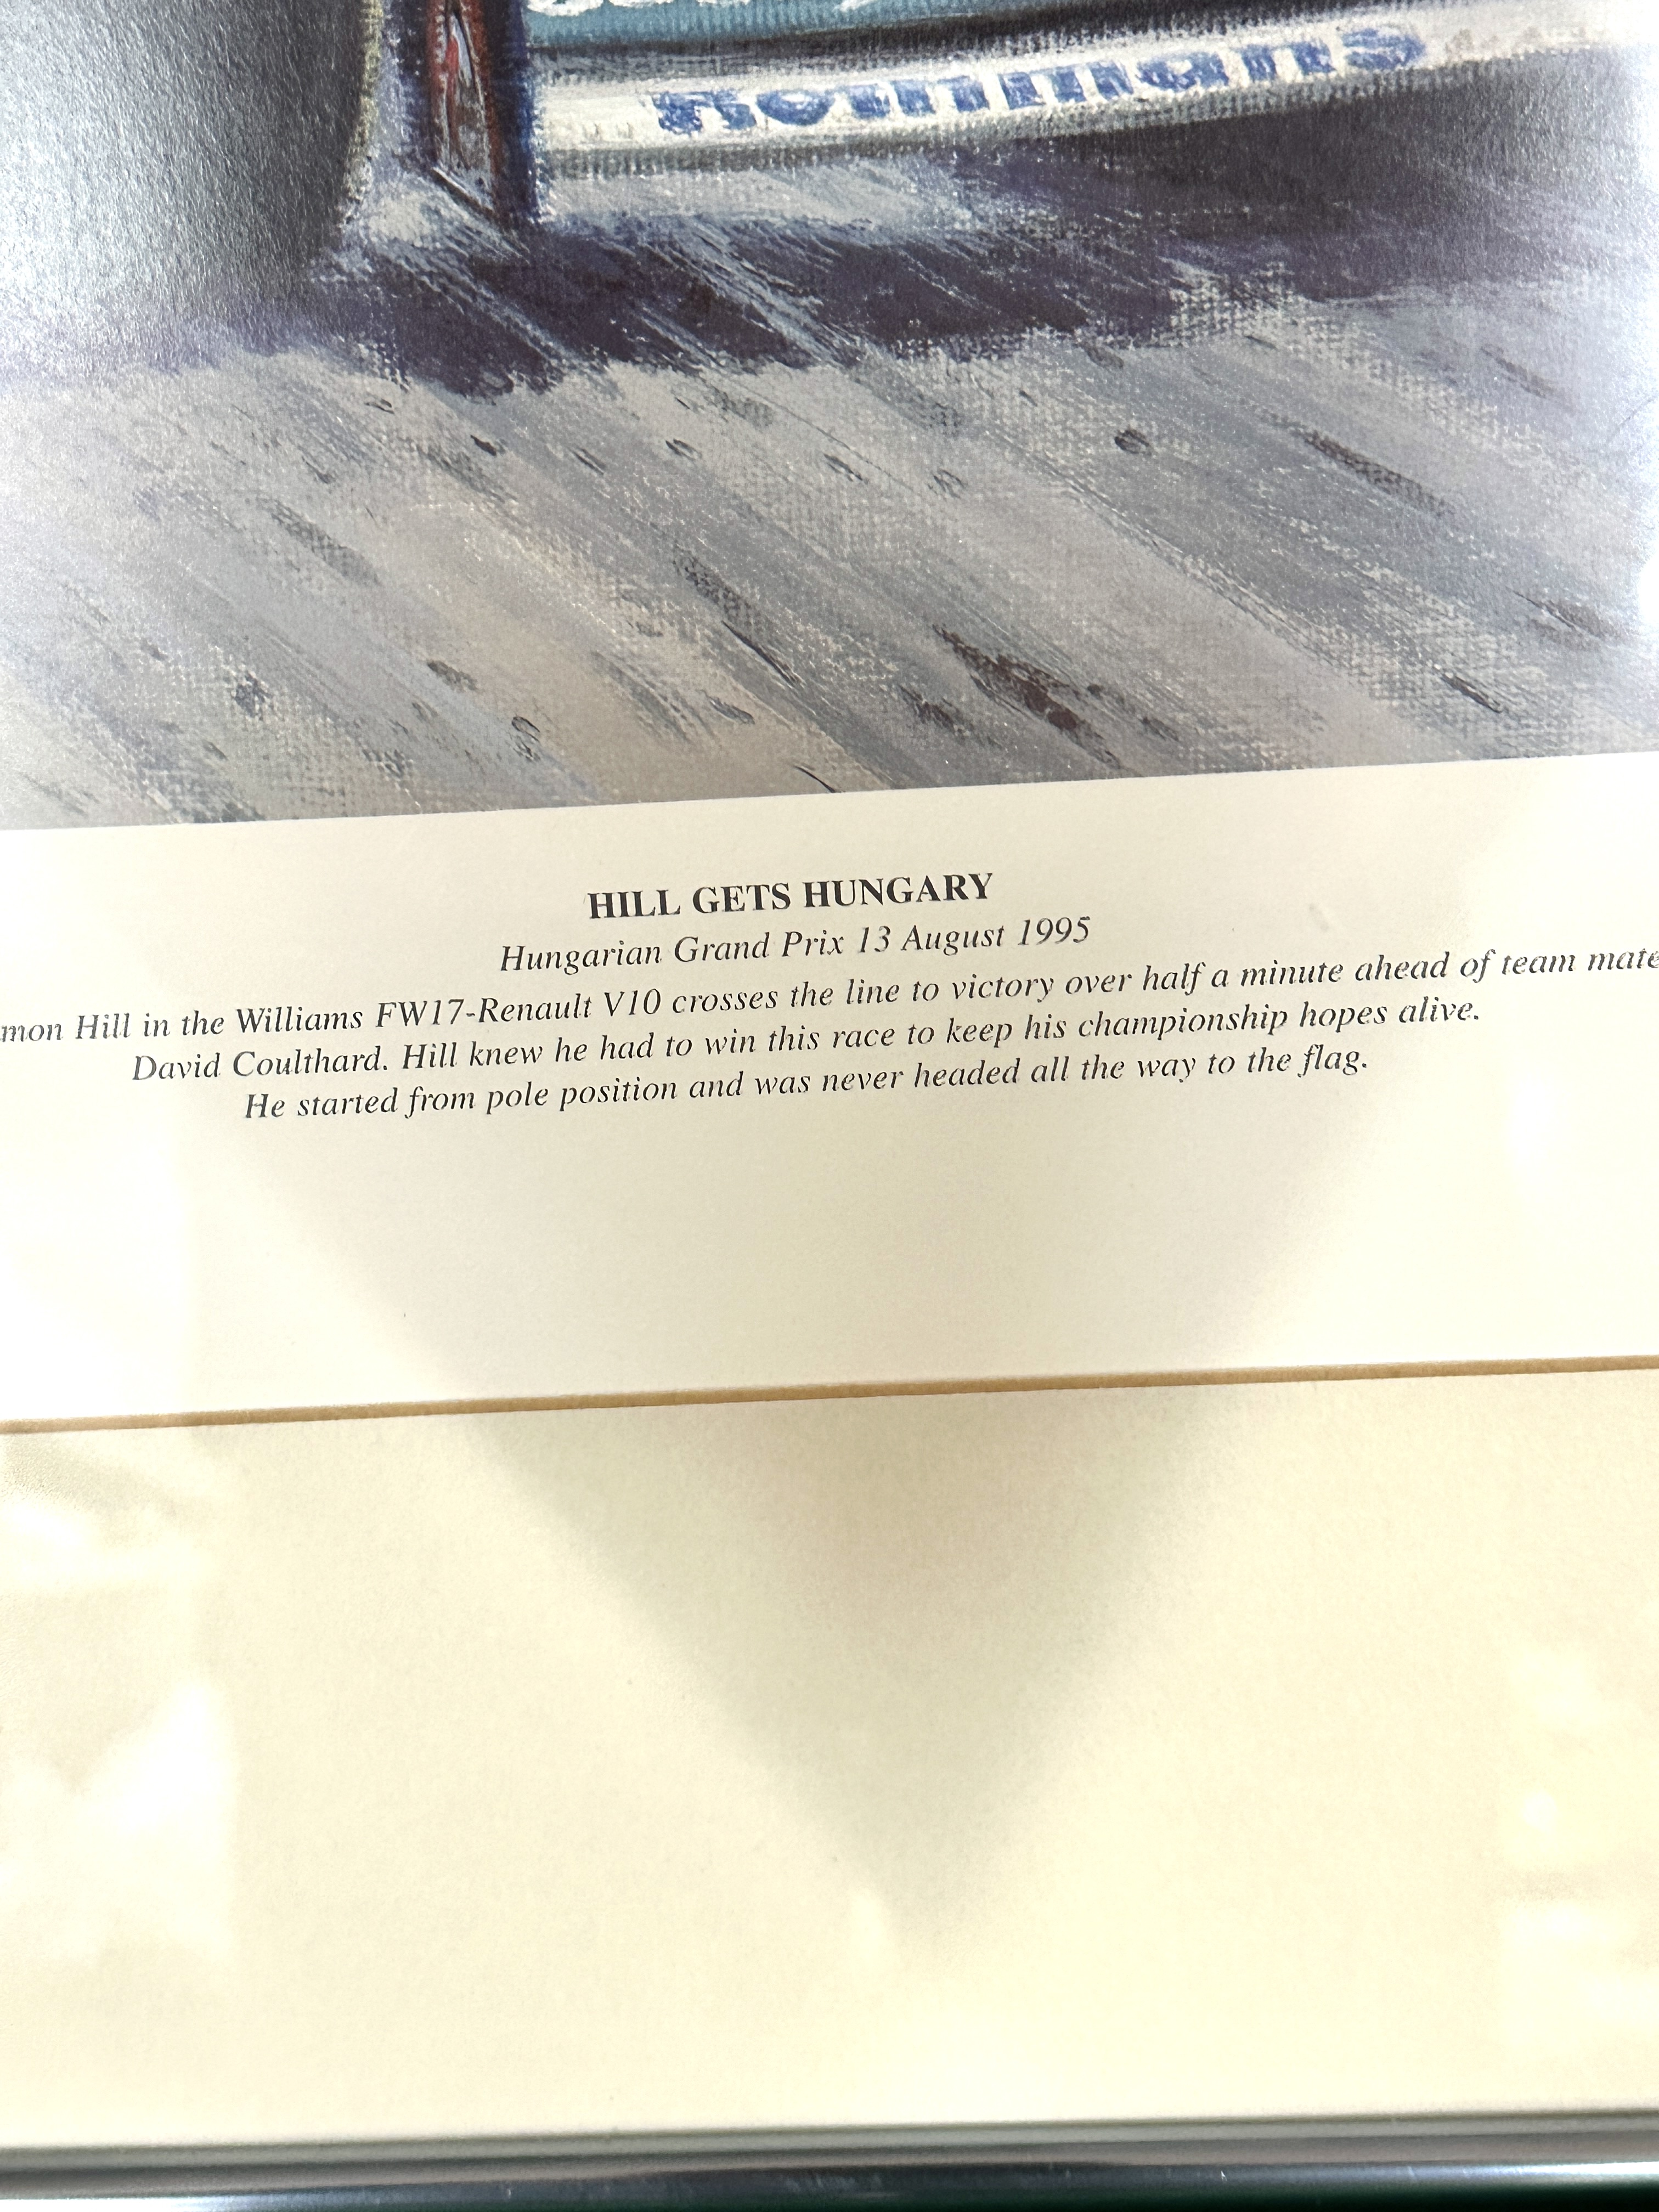 Rothmans
HILL GETS HUNGARY
Hungarian Grand Prix 13 August 1995
mon Hill in the Williams FW17-Renault V10 crosses the line to victory over half a minute ahead of team mate
David Coulthard. Hill knew he had to win this race to keep his championship hopes alive.
He started from pole position and was never headed all the way to the flag.